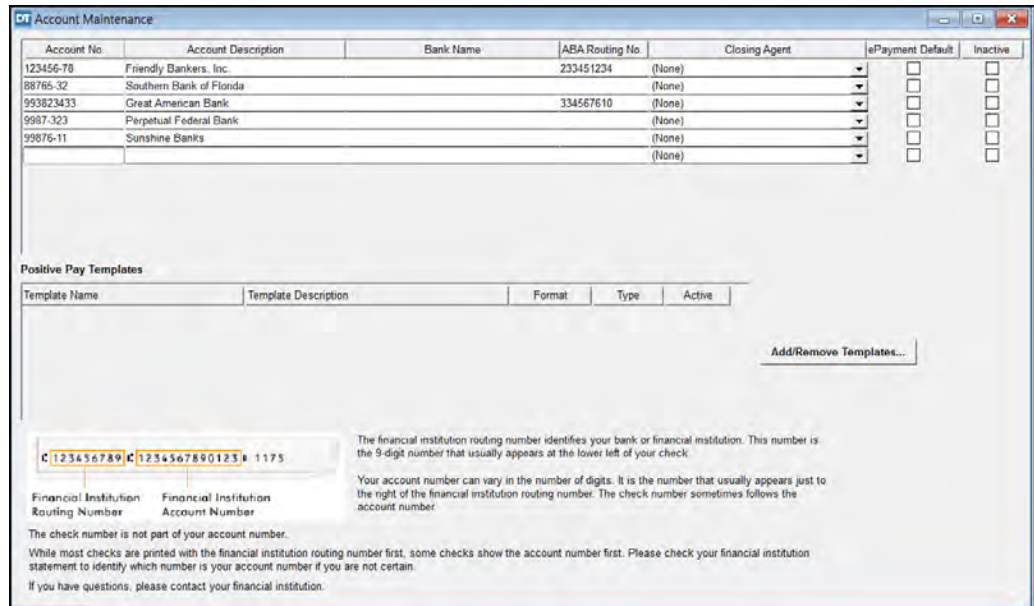 DT Account Maintenance
Account No. Account Description Bank Name ABA Routing No. Closing Agent ePayment Default Inactive
123456-78 Friendly Bankers, Inc. 233451234 (None)
88765-32 Southern Bank of Florida (None)
993823433 Great American Bank 334567610 (None)
9987-323 Perpetual Federal Bank (None)
99876-11 Sunshine Banks (None)
(None)
Positive Pay Templates
Template Name Template Description Format Type Active
Add/Remove Templates...
123456789 1234567890123 1175
Financial Institution Financial Institution
Routing Number Account Number
The financial institution routing number identifies your bank or financial institution. This number is
the 9-digit number that usually appears at the lower left of your check.
Your account number can vary in the number of digits. It is the number that usually appears just to
the right of the financial institution routing number. The check number sometimes follows the
account number.
The check number is not part of your account number.
While most checks are printed with the financial institution routing number first, some checks show the account number first. Please check your financial institution
statement to identify which number is your account number if you are not certain.
If you have questions, please contact your financial institution.